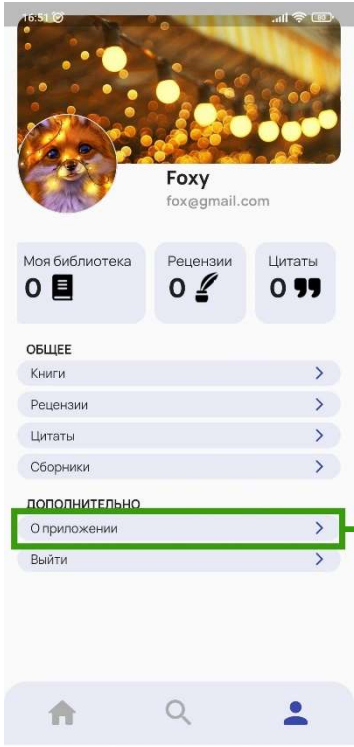 16:51
Foxy
fox@gmail.com
Моя библиотека
0
Рецензии
0
Цитаты
0
ОБЩЕЕ
Книги
Рецензии
Цитаты
Сборники
ДОПОЛНИТЕЛЬНО
О приложении
Выйти